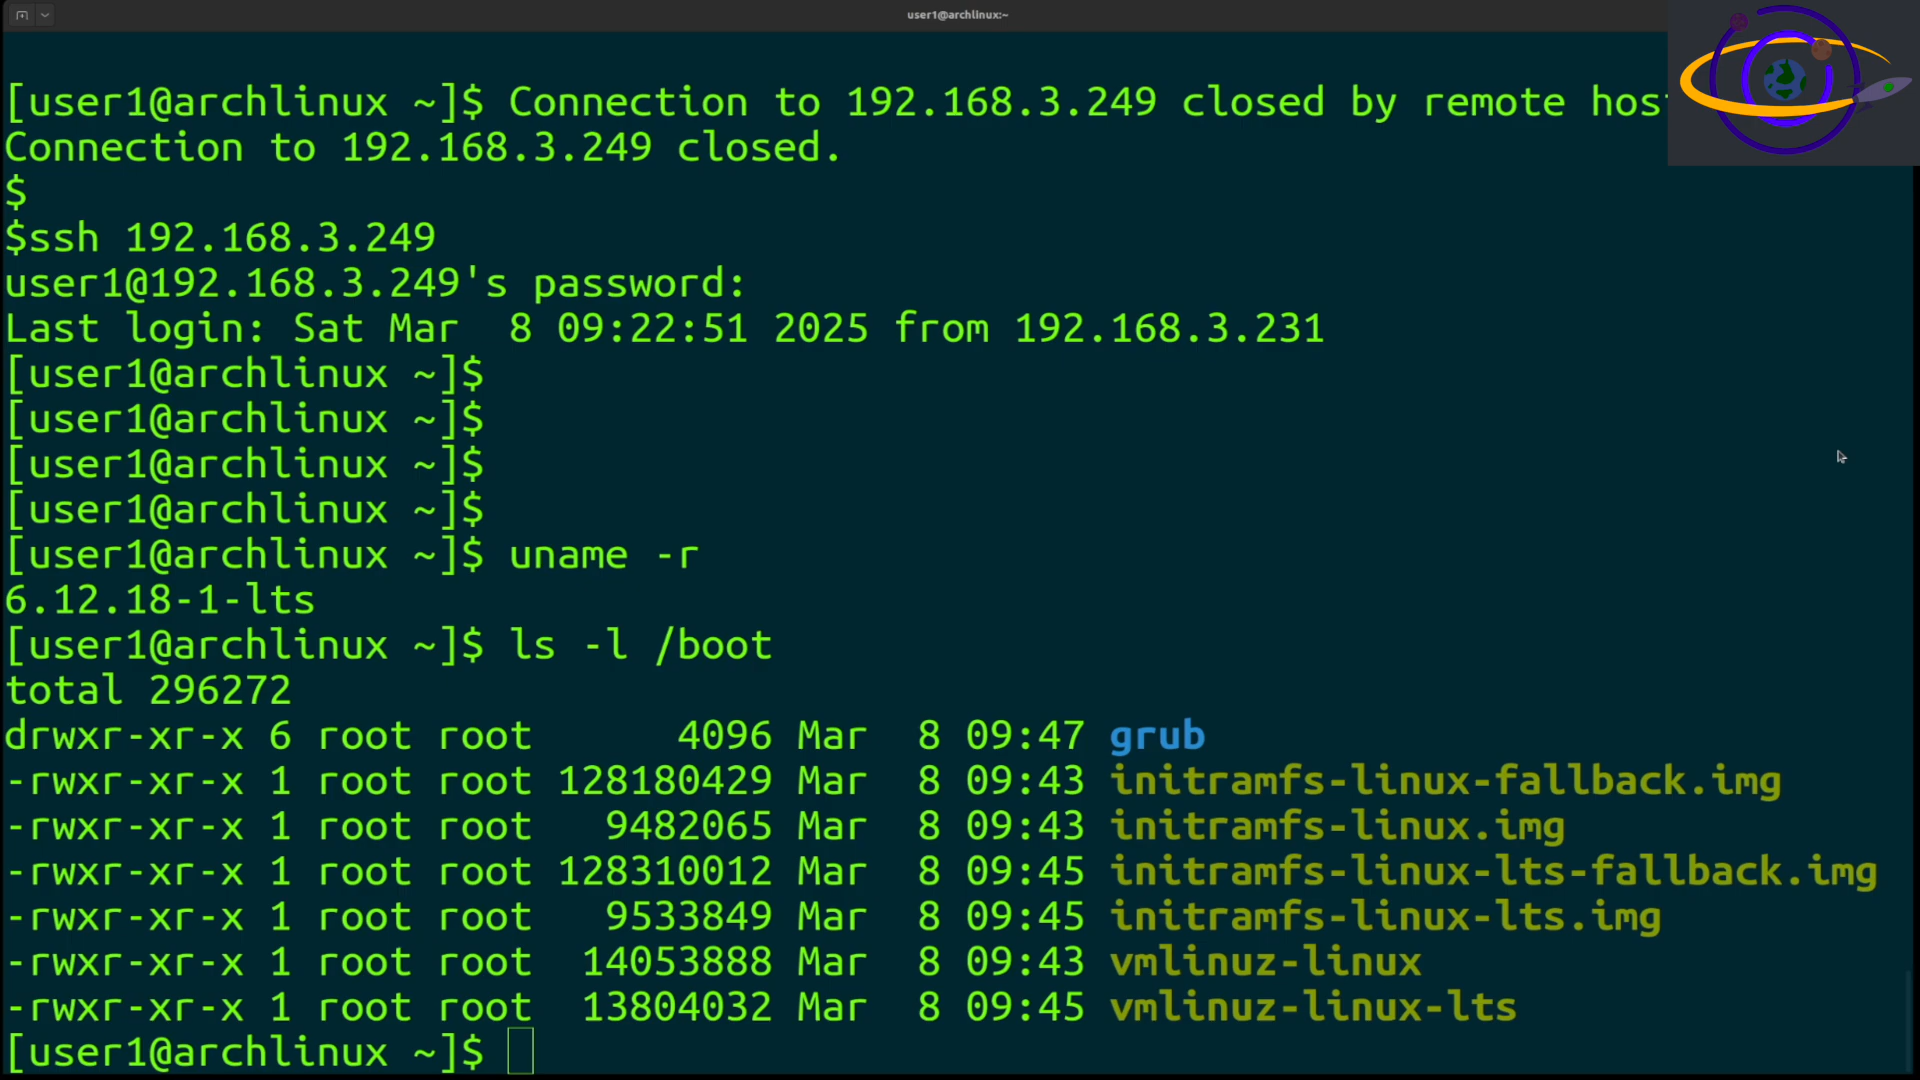 user1@archlinux:~
[user1@archlinux ~]$ Connection to 192.168.3.249 closed by remote
Connection to 192.168.3.249 closed.
$
$ssh 192.168.3.249
user1@192.168.3.249's password:
Last login: Sat Mar  8 09:22:51 2025 from 192.168.3.231
[user1@archlinux ~]$
[user1@archlinux ~]$
[user1@archlinux ~]$
[user1@archlinux ~]$
[user1@archlinux ~]$ uname -r
6.12.18-1-lts
[user1@archlinux ~]$ ls -l /boot
total 296272
drwxr-xr-x 6 root root      4096 Mar  8 09:47 grub
-rwxr-xr-x 1 root root 128180429 Mar  8 09:43 initramfs-linux-fallback.img
-rwxr-xr-x 1 root root   9482065 Mar  8 09:43 initramfs-linux.img
-rwxr-xr-x 1 root root 128310012 Mar  8 09:45 initramfs-linux-lts-fallback.img
-rwxr-xr-x 1 root root   9533849 Mar  8 09:45 initramfs-linux-lts.img
-rwxr-xr-x 1 root root  14053888 Mar  8 09:43 vmlinuz-linux
-rwxr-xr-x 1 root root  13804032 Mar  8 09:45 vmlinuz-linux-lts
[user1@archlinux ~]$